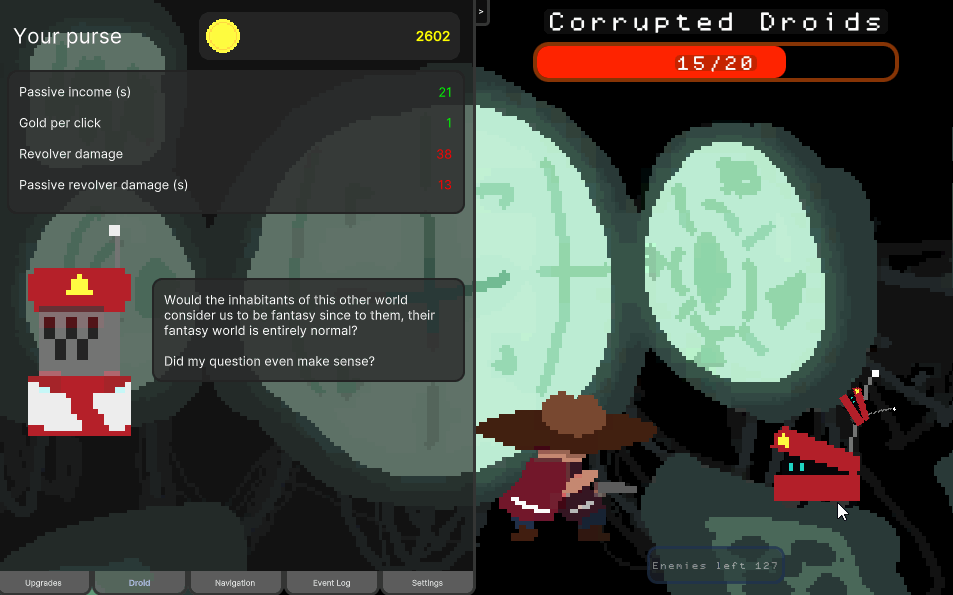 Your purse
2602
Passive income (s) 21
Gold per click 1
Revolver damage 38
Passive revolver damage (s) 13
Would the inhabitants of this other world
consider us to be fantasy since to them, their
fantasy world is entirely normal?
Did my question even make sense?
Upgrades
Droid
Navigation
Event Log
Settings
>
Corrupted Droids
15/20
Enemies left 127